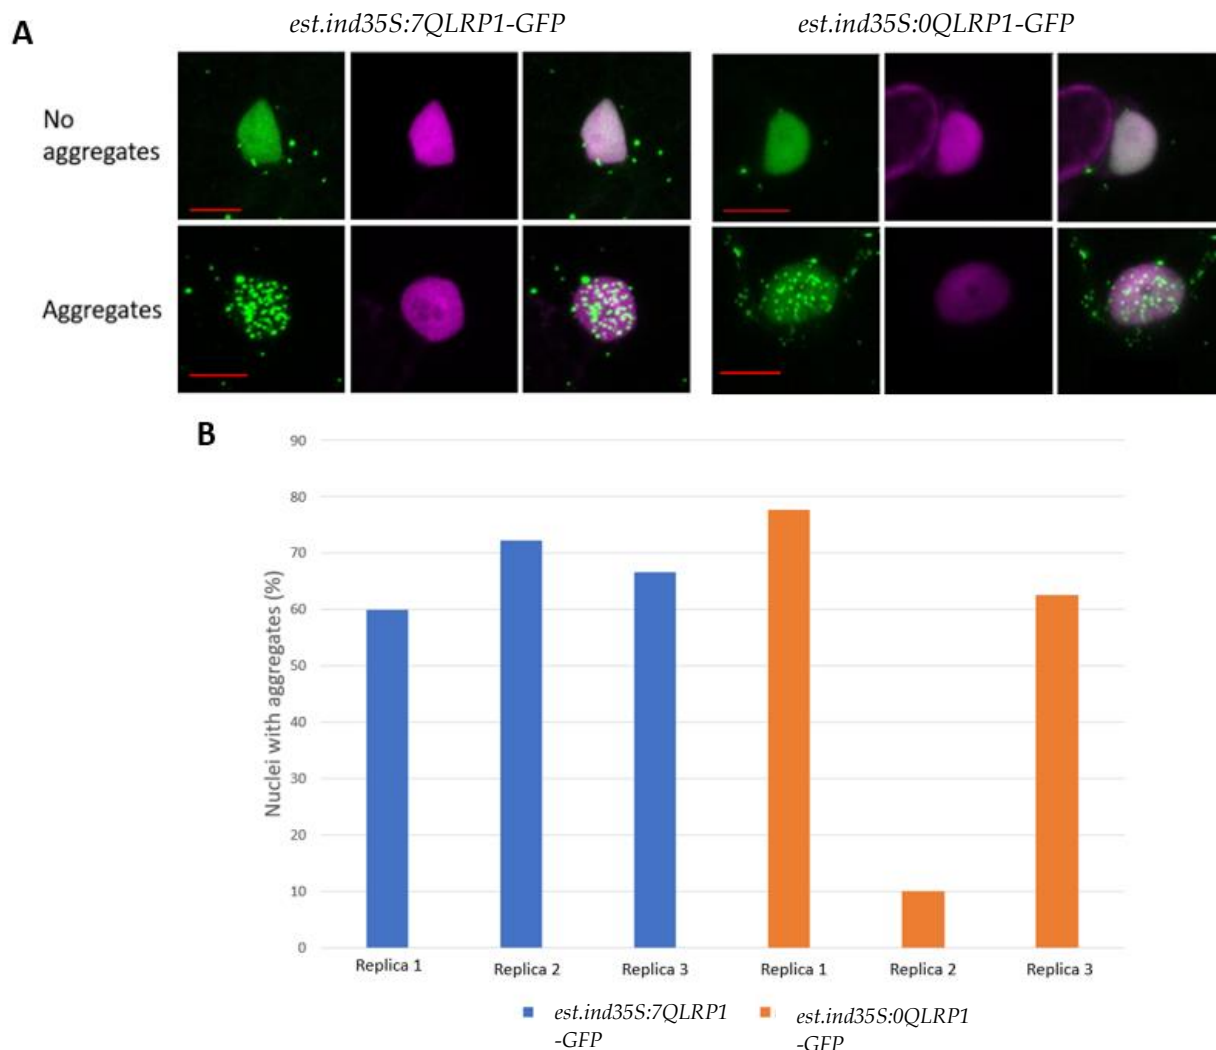 A
est.ind35S:7QLRP1-GFP
est.ind35S:0QLRP1-GFP
No
aggregates
Aggregates
B
90
80
70
60
50
40
30
20
10
0
Nuclei with aggregates (%)
Replica 1
Replica 2
Replica 3
Replica 1
Replica 2
Replica 3
est.ind35S:7QLRP1
-GFP
est.ind35S:0QLRP1
-GFP